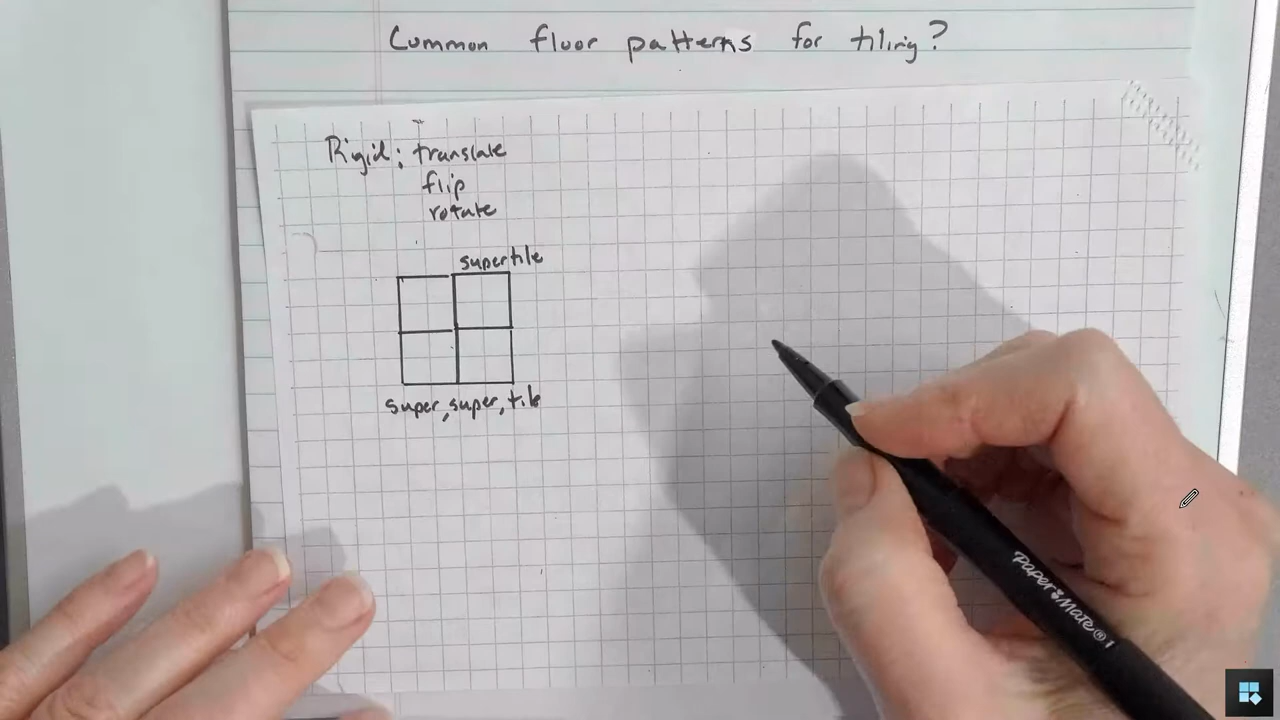 Common floor patterns for tiling?
Rigid: translate
flip
rotate
supertile
super, super, tile
PAPER MATE®